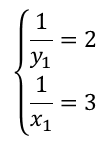 { 1/y₁ = 2
1/x₁ = 3